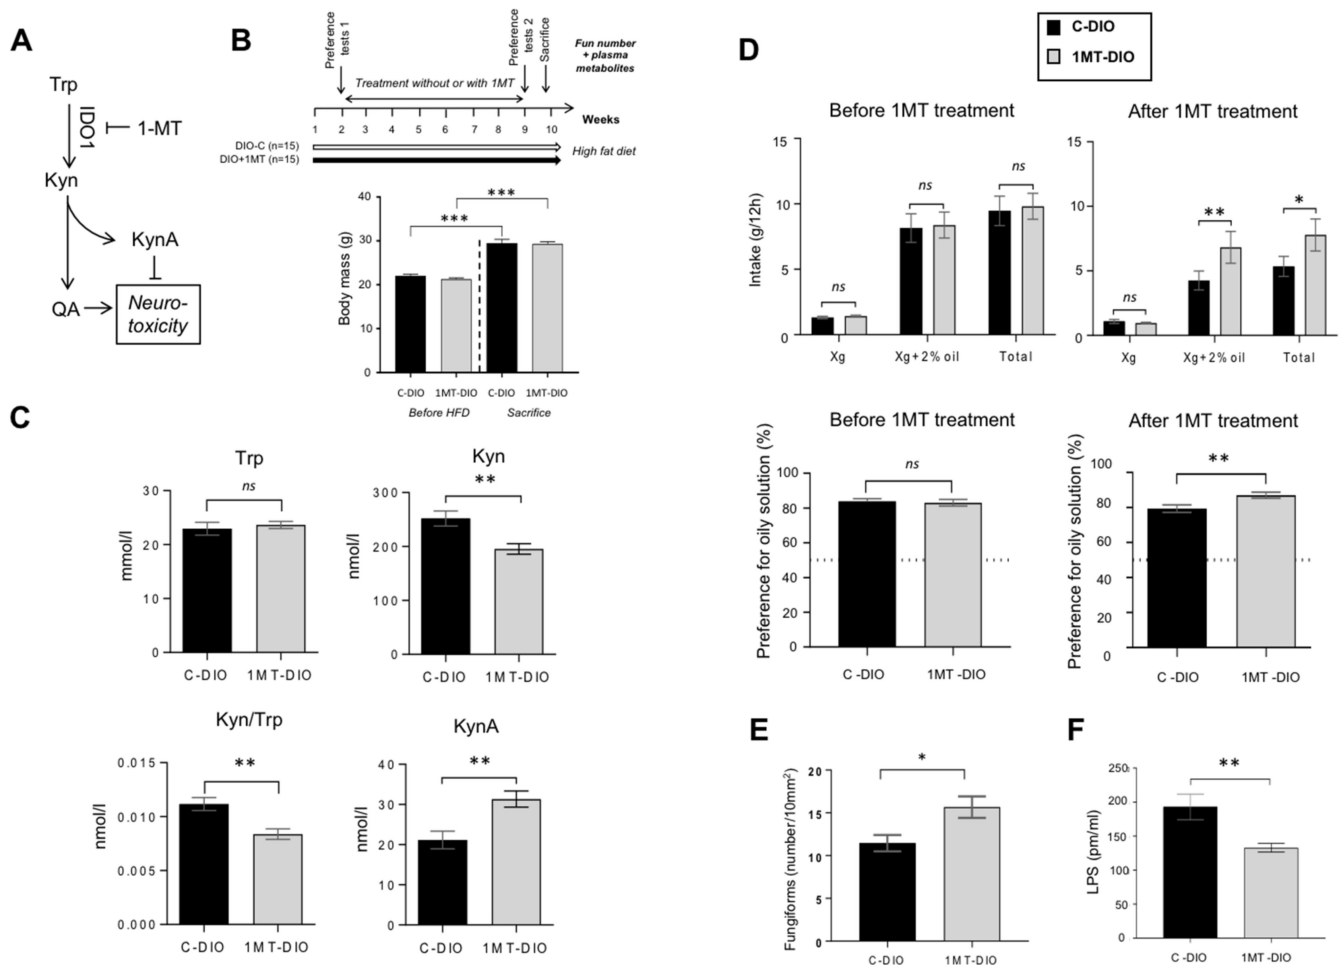 A
Trp
IDO1
1-MT
Kyn
KynA
QA
Neuro-
toxicity
B
Preference
tests 1
Preference
tests 2
Sacrifice
Fun number
+ plasma
metabolites
Treatment without or with 1MT
Weeks
1 2 3 4 5 6 7 8 9 10
DIO-C (n=15)
DIO+1MT (n=15)
High fat diet
Body mass (g)
40
30
20
10
0
***
***
C-DIO 1MT-DIO C-DIO 1MT-DIO
Before HFD Sacrifice
C
Trp
mmol/l
30
20
10
0
ns
C-DIO 1MT-DIO
Kyn
nmol/l
300
200
100
0
**
C-DIO 1MT-DIO
Kyn/Trp
nmol/l
0.015
0.010
0.005
0.000
**
C-DIO 1MT-DIO
KynA
nmol/l
40
30
20
10
0
**
C-DIO 1MT-DIO
D
C-DIO
1MT-DIO
Before 1MT treatment
Intake (g/12h)
15
10
5
0
ns
ns
ns
Xg Xg+2% oil Total
After 1MT treatment
15
10
5
0
ns
**
*
Xg Xg+2% oil Total
Before 1MT treatment
Preference for oily solution (%)
100
80
60
40
20
0
ns
C-DIO 1MT-DIO
After 1MT treatment
Preference for oily solution (%)
100
80
60
40
20
0
**
C-DIO 1MT-DIO
E
Fungiforms (number/10mm²)
20
15
10
5
0
*
C-DIO 1MT-DIO
F
LPS (pm/ml)
250
200
150
100
50
0
**
C-DIO 1MT-DIO